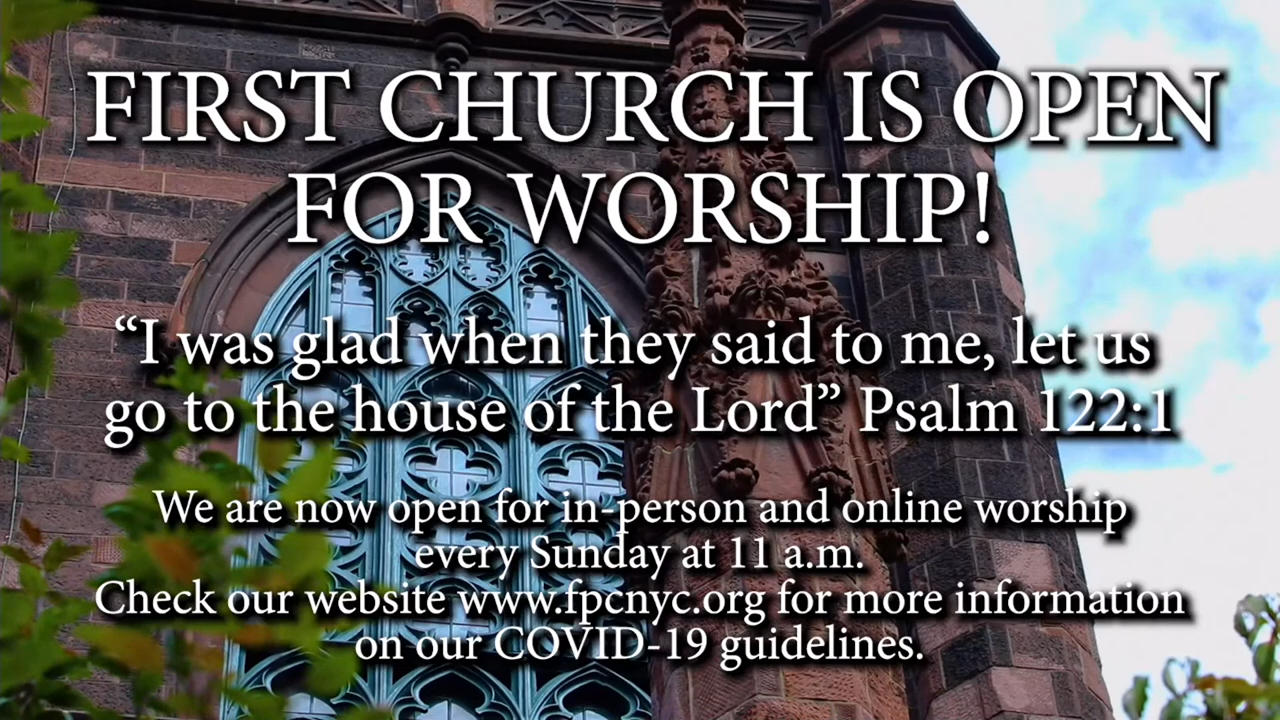 FIRST CHURCH IS OPEN
FOR WORSHIP!
“I was glad when they said to me, let us
go to the house of the Lord” Psalm 122:1
We are now open for in-person and online worship
every Sunday at 11 a.m.
Check our website www.fpcnyc.org for more information
on our COVID-19 guidelines.